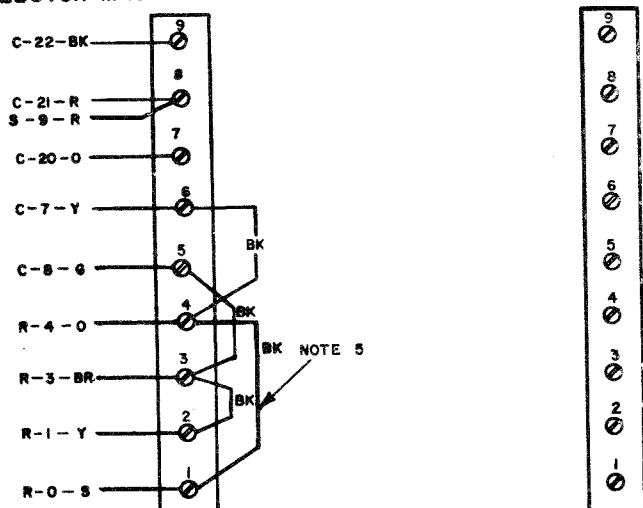 9
C-22-BK
8
C-21-R
S-9-R
7
C-20-O
6
C-7-Y
BK
5
C-8-G
BK
4
R-4-O
BK NOTE 5
3
R-3-BR
BK
2
R-1-Y
1
R-0-S
9
8
7
6
5
4
3
2
1